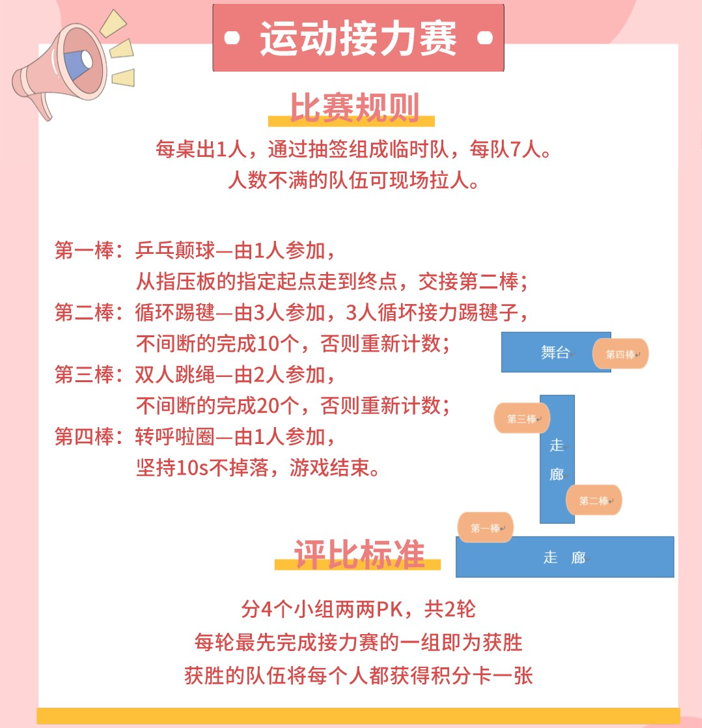 运动接力赛
比赛规则
每桌出1人，通过抽签组成临时队，每队7人。
人数不满的队伍可现场拉人。
第一棒：乒乓颠球—由1人参加，
从指压板的指定起点走到终点，交接第二棒；
第二棒：循环踢毽—由3人参加，3人循坏接力踢毽子，
不间断的完成10个，否则重新计数；
第三棒：双人跳绳—由2人参加，
不间断的完成20个，否则重新计数；
第四棒：转呼啦圈—由1人参加，
坚持10s不掉落，游戏结束。
舞台
第四棒
第三棒
走
廊
第二棒
第一棒
走 廊
评比标准
分4个小组两两PK，共2轮
每轮最先完成接力赛的一组即为获胜
获胜的队伍将每个人都获得积分卡一张